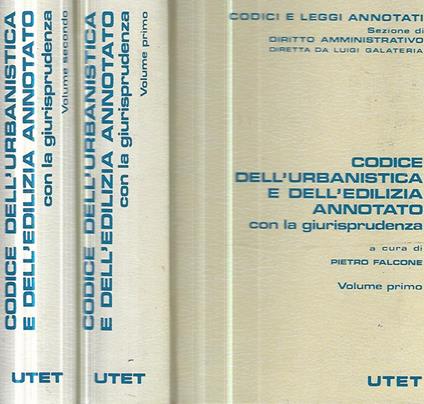 CODICE DELL'URBANISTICA
E DELL'EDILIZIA ANNOTATO
con la giurisprudenza
Volume secondo
UTET
CODICE DELL'URBANISTICA
E DELL'EDILIZIA ANNOTATO
con la giurisprudenza
Volume primo
UTET
CODICI E LEGGI ANNOTATI
Sezione di
DIRITTO AMMINISTRATIVO
DIRETTA DA LUIGI GALATERIA
CODICE
DELL'URBANISTICA
E DELL'EDILIZIA
ANNOTATO
con la giurisprudenza
a cura di
PIETRO FALCONE
Volume primo
UTET